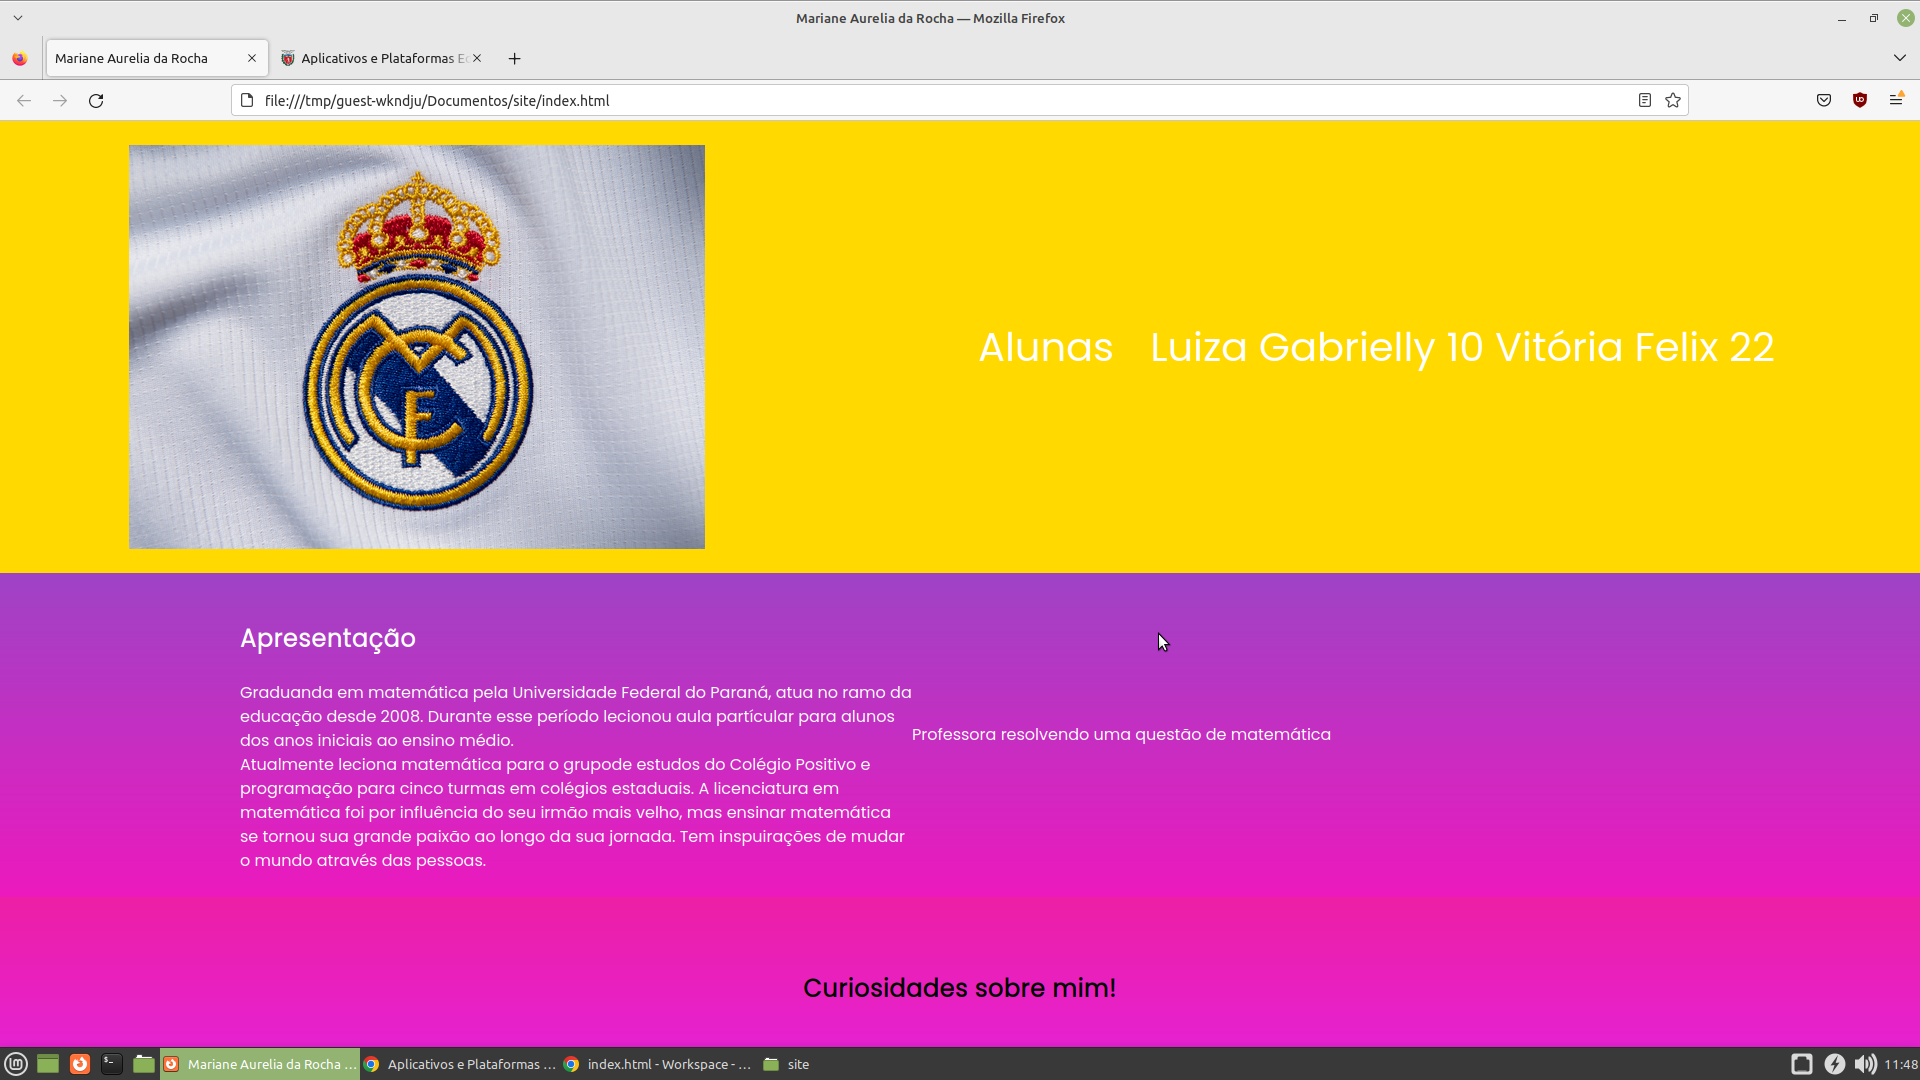 Mariane Aurelia da Rocha — Mozilla Firefox
Mariane Aurelia da Rocha
Aplicativos e Plataformas
file:///tmp/guest-wkndju/Documentos/site/index.html
Alunas Luiza Gabrielly 10 Vitória Felix 22
Apresentação
Graduanda em matemática pela Universidade Federal do Paraná, atua no ramo da
educação desde 2008. Durante esse período lecionou aula partícular para alunos
dos anos iniciais ao ensino médio.
Atualmente leciona matemática para o grupode estudos do Colégio Positivo e
programação para cinco turmas em colégios estaduais. A licenciatura em
matemática foi por influência do seu irmão mais velho, mas ensinar matemática
se tornou sua grande paixão ao longo da sua jornada. Tem inspuirações de mudar
o mundo através das pessoas.
Professora resolvendo uma questão de matemática
Curiosidades sobre mim!
Mariane Aurelia da Rocha ...
Aplicativos e Plataformas ...
index.html - Workspace - ...
site
11:48